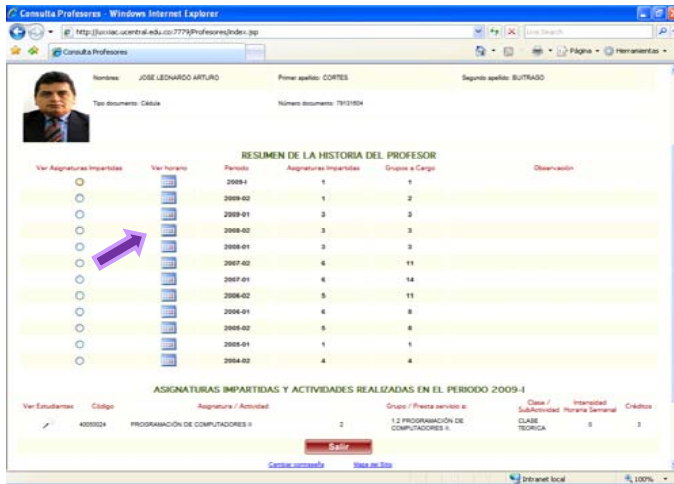 Consulta Profesores - Windows Internet Explorer
http://uxxiac.ucentral.edu.co:7779/Profesores/index.jsp
Live Search
Consulta Profesores
Página Herramientas
Nombres: JOSE LEONARDO ARTURO Primer apellido: CORTES Segundo apellido: BUITRAGO
Tipo documento: Cédula Número documento: 79131604
RESUMEN DE LA HISTORIA DEL PROFESOR
Ver Asignaturas Impartidas Ver horario Periodo Asignaturas Impartidas Grupos a Cargo Observación
2009-I 1 1
2009-02 1 2
2009-01 3 3
2008-02 3 3
2008-01 3 3
2007-02 6 11
2007-01 6 14
2006-02 5 11
2006-01 6 8
2005-02 5 8
2005-01 1 1
2004-02 4 4
ASIGNATURAS IMPARTIDAS Y ACTIVIDADES REALIZADAS EN EL PERIODO 2009-I
Ver Estudiantes Código Asignatura / Actividad Grupo / Presta servicio a: Clase / SubActividad Intensidad Horaria Semanal Créditos
40050024 PROGRAMACIÓN DE COMPUTADORES II 2 1.2 PROGRAMACIÓN DE COMPUTADORES II. CLASE TEORICA 0 3
Salir
Cambiar contraseña Mapa del Sitio
Intranet local 100%